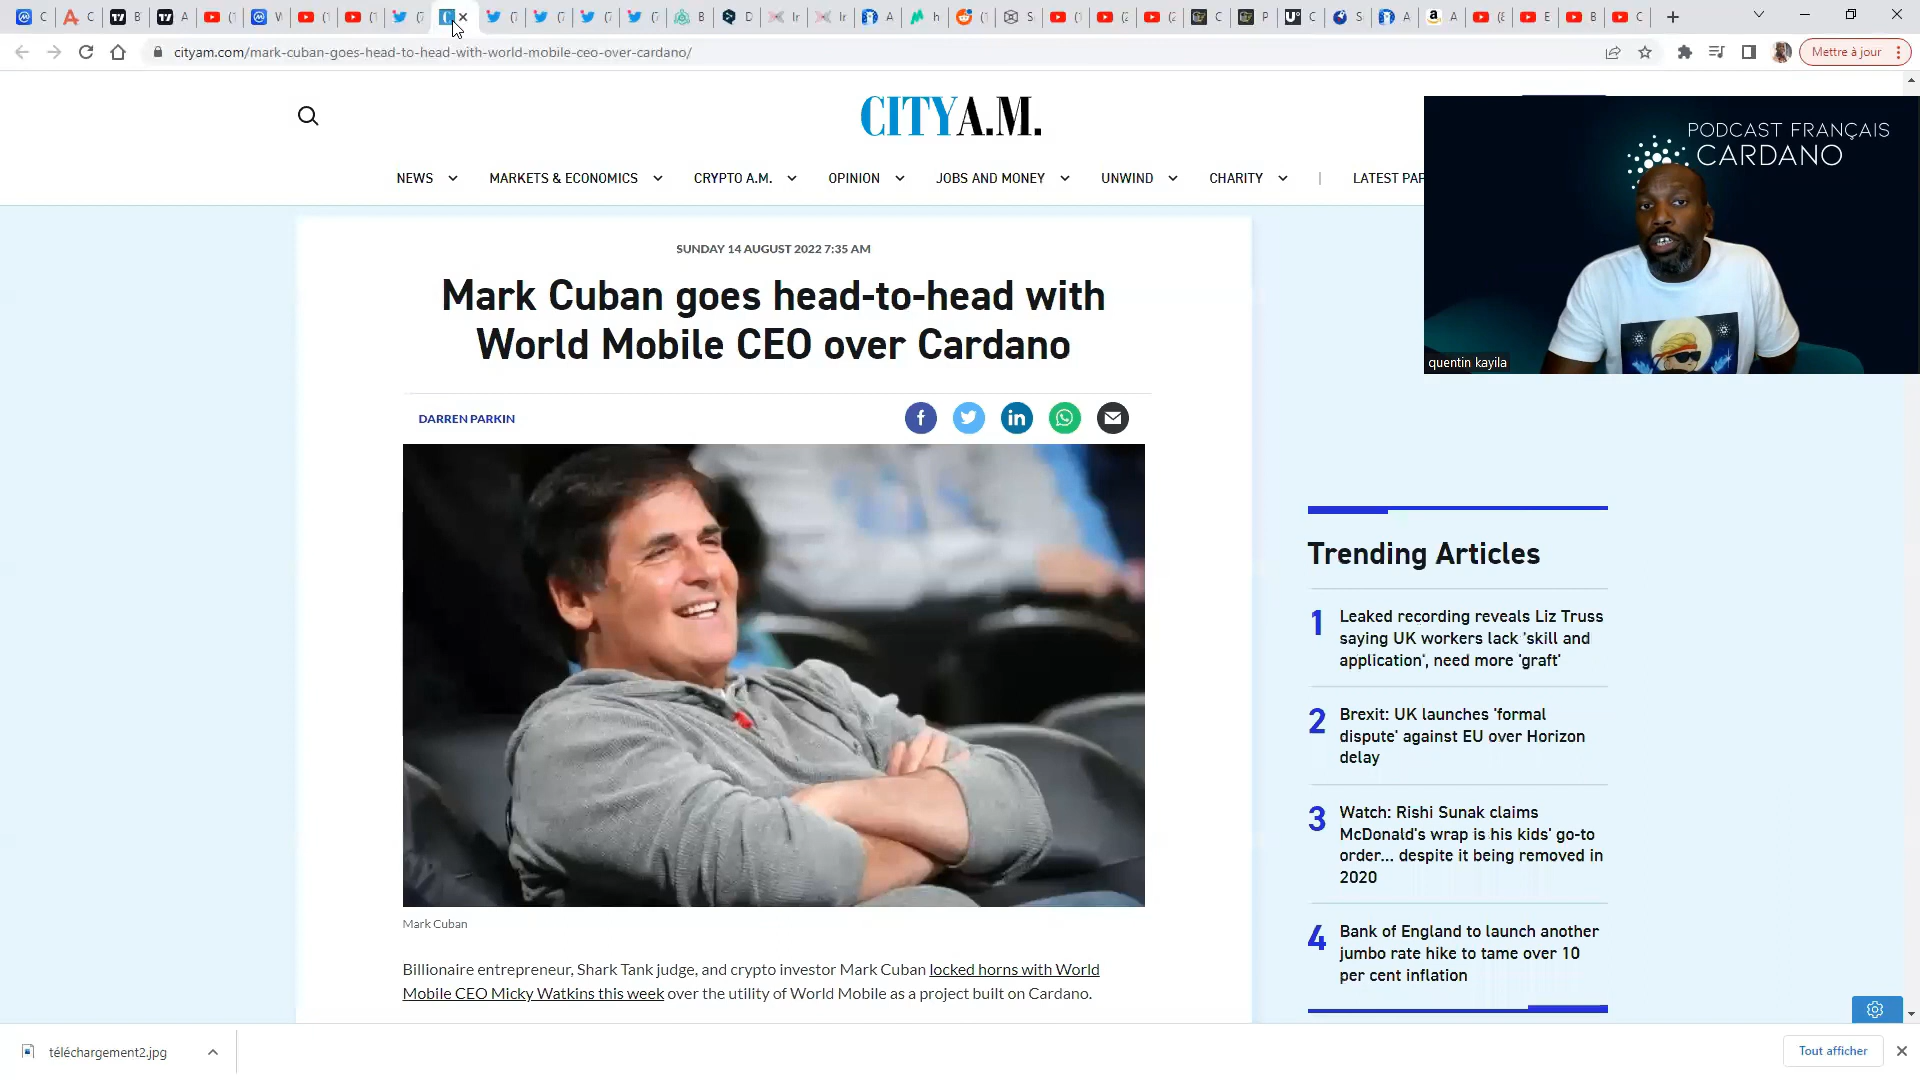 cityam.com/mark-cuban-goes-head-to-head-with-world-mobile-ceo-over-cardano/
Mettre à jour
CITYA.M.
NEWS
MARKETS & ECONOMICS
CRYPTO A.M.
OPINION
JOBS AND MONEY
UNWIND
CHARITY
LATEST PAP
PODCAST FRANÇAIS
CARDANO
quentin kayila
SUNDAY 14 AUGUST 2022 7:35 AM
Mark Cuban goes head-to-head with
World Mobile CEO over Cardano
DARREN PARKIN
Mark Cuban
Billionaire entrepreneur, Shark Tank judge, and crypto investor Mark Cuban locked horns with World
Mobile CEO Micky Watkins this week over the utility of World Mobile as a project built on Cardano.
Trending Articles
1 Leaked recording reveals Liz Truss
saying UK workers lack 'skill and
application', need more 'graft'
2 Brexit: UK launches 'formal
dispute' against EU over Horizon
delay
3 Watch: Rishi Sunak claims
McDonald's wrap is his kids' go-to
order... despite it being removed in
2020
4 Bank of England to launch another
jumbo rate hike to tame over 10
per cent inflation
téléchargement2.jpg
Tout afficher